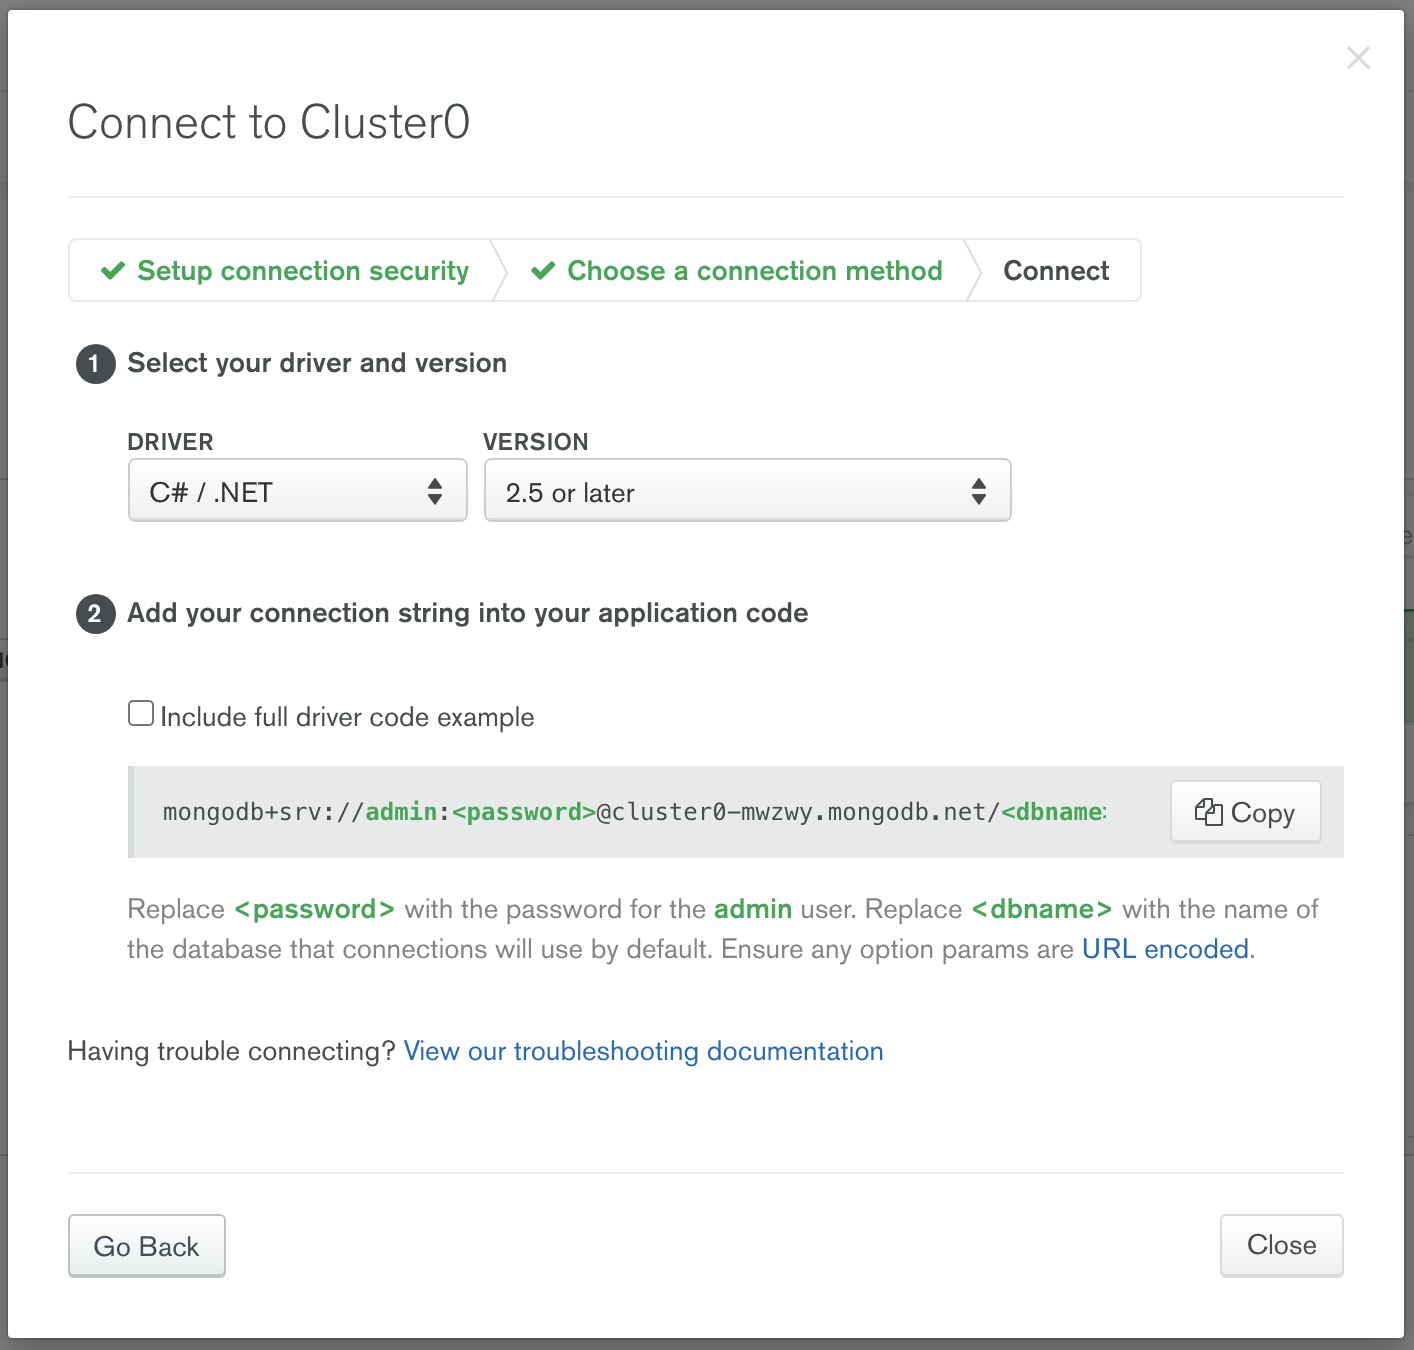 Connect to Cluster0
Setup connection security
Choose a connection method
Connect
1 Select your driver and version
DRIVER
VERSION
C# / .NET
2.5 or later
2 Add your connection string into your application code
Include full driver code example
mongodb+srv://admin:<password>@cluster0-mwzwy.mongodb.net/<dbname
Copy
Replace <password> with the password for the admin user. Replace <dbname> with the name of
the database that connections will use by default. Ensure any option params are URL encoded.
Having trouble connecting? View our troubleshooting documentation
Go Back
Close